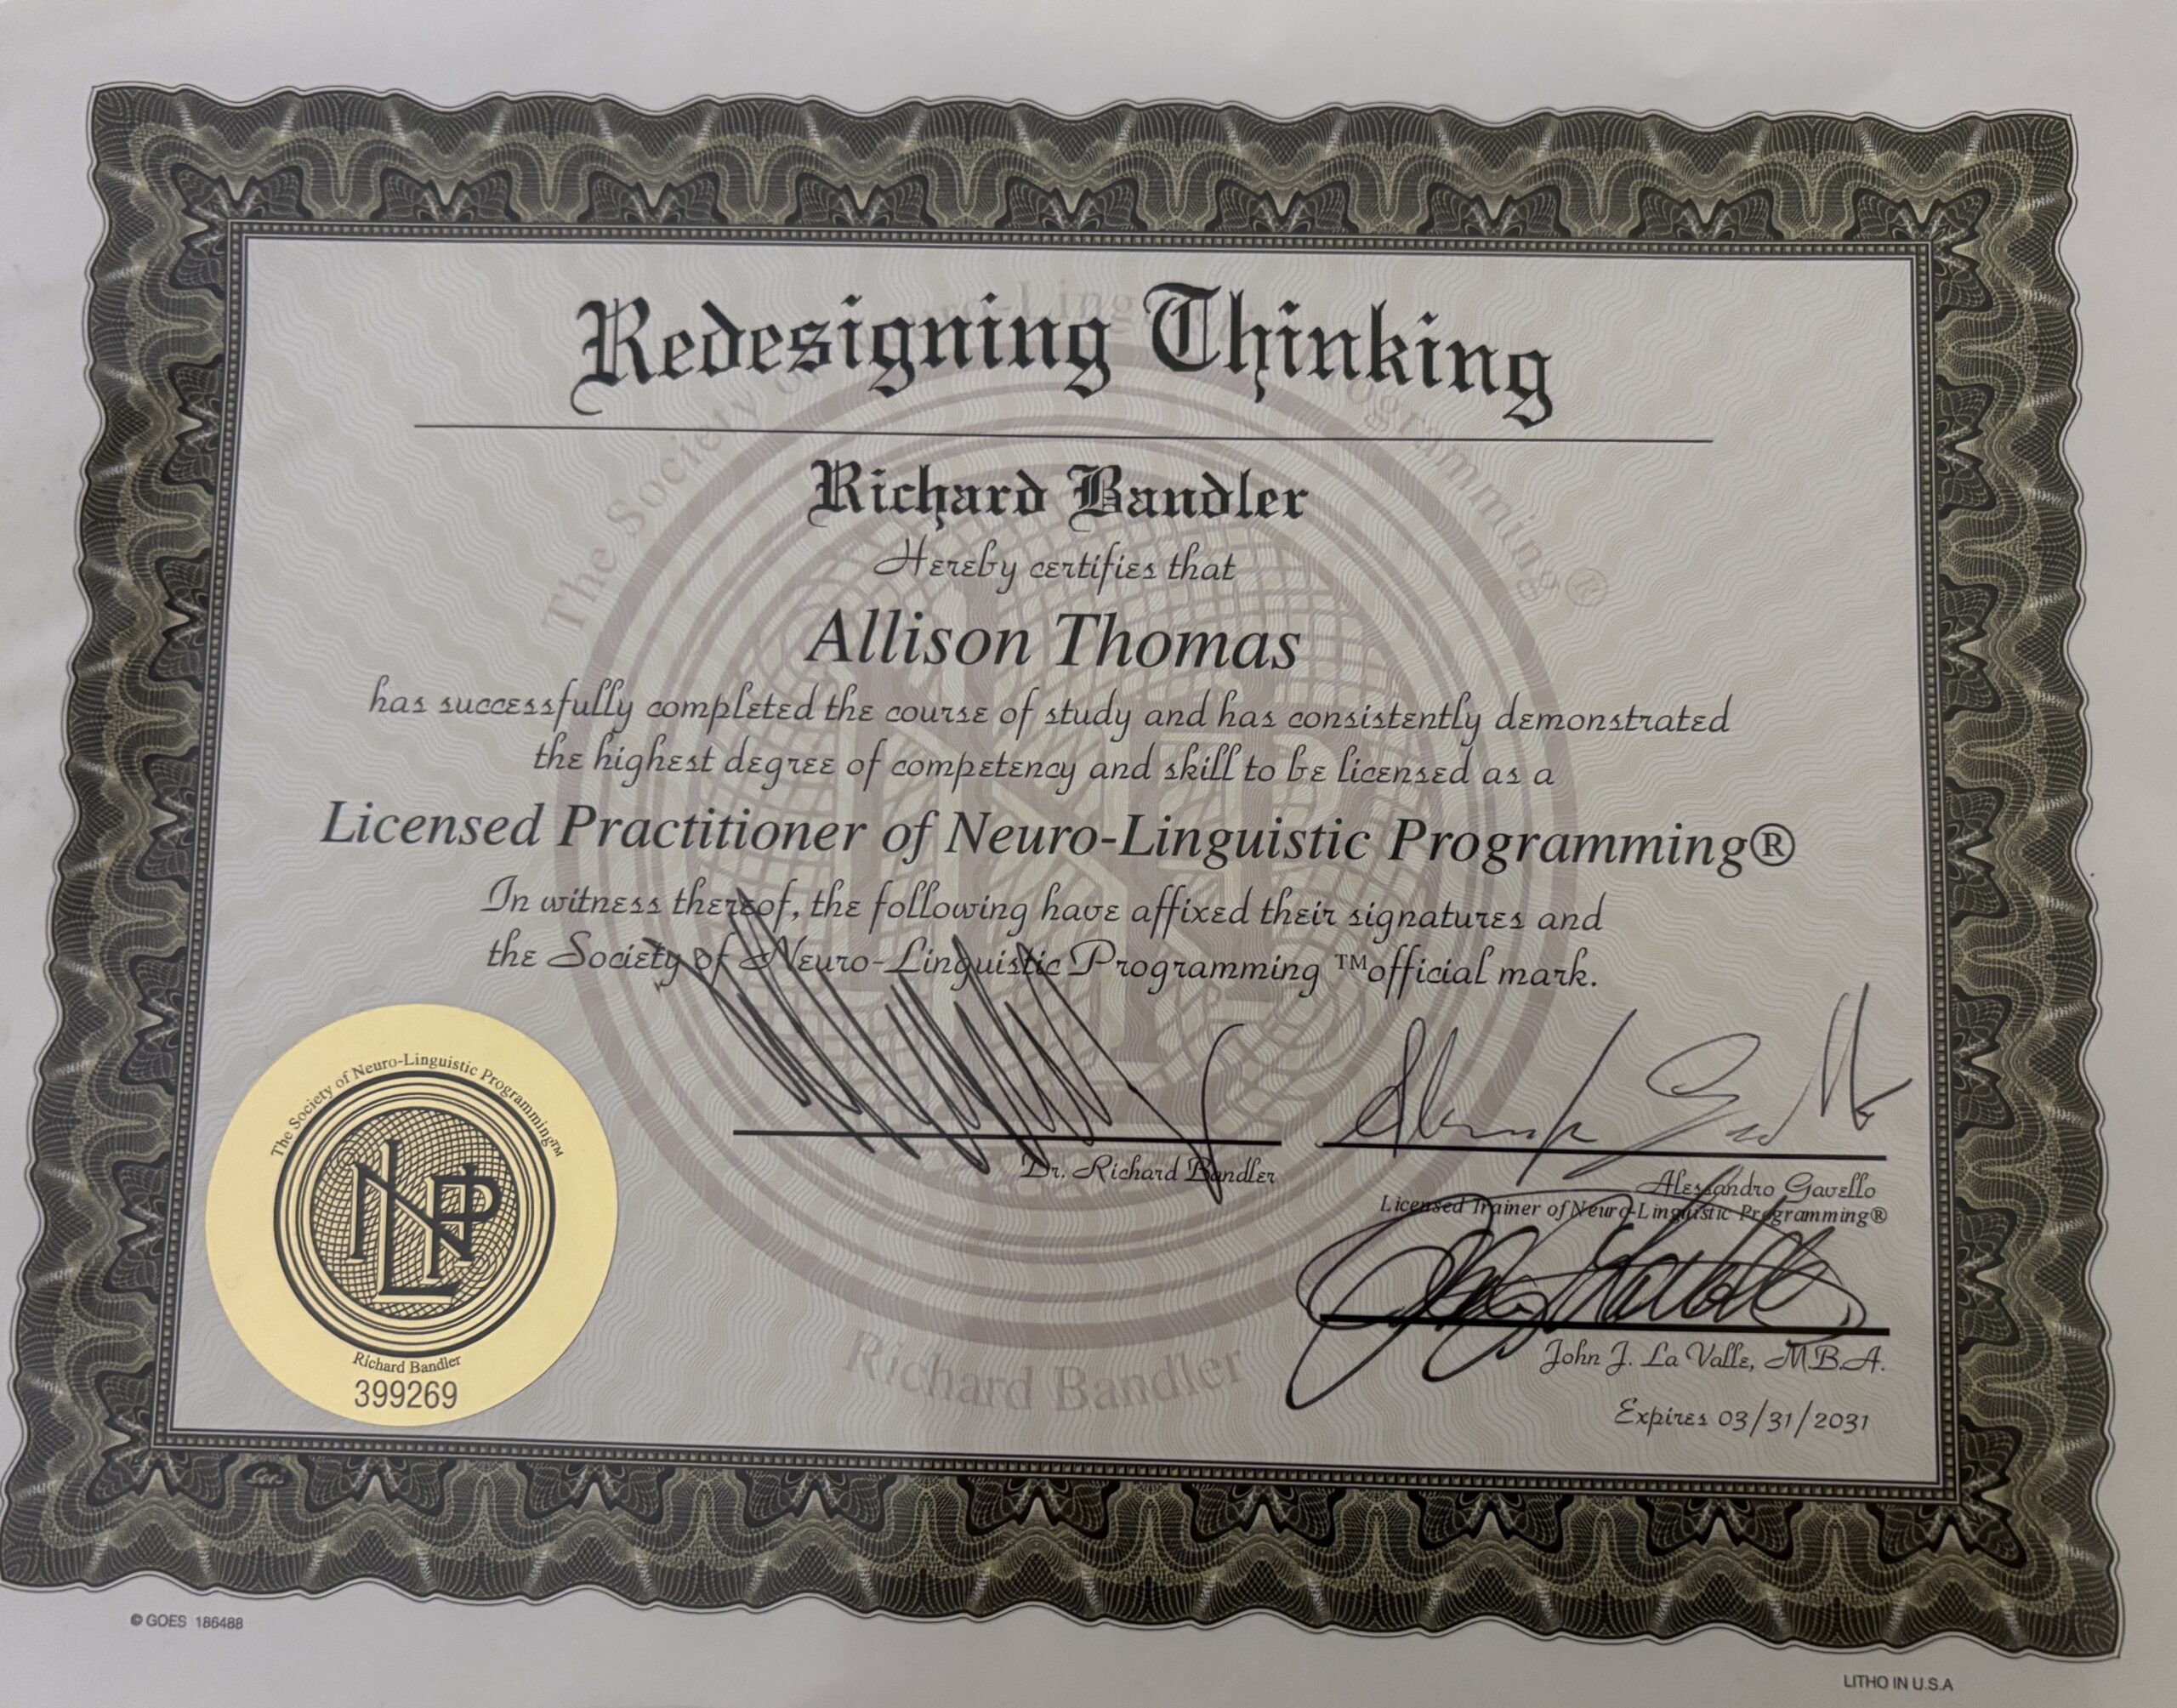 Redesigning Thinking
Richard Bandler
Hereby certifies that
Allison Thomas
has successfully completed the course of study and has consistently demonstrated
the highest degree of competency and skill to be licensed as a
Licensed Practitioner of Neuro-Linguistic Programming®
In witness thereof, the following have affixed their signatures and
the Society of Neuro-Linguistic Programming ™official mark.
Dr. Richard Bandler
Alessandro Gavello
Licensed Trainer of Neuro-Linguistic Programming®
John J. La Valle, M.B.A.
Expires 03/31/2031
The Society of Neuro-Linguistic Programming™
NLP
Richard Bandler
399269
The Society of Neuro-Linguistic Programming®
NLP
Richard Bandler
Goes
© GOES 186488
LITHO IN U.S.A